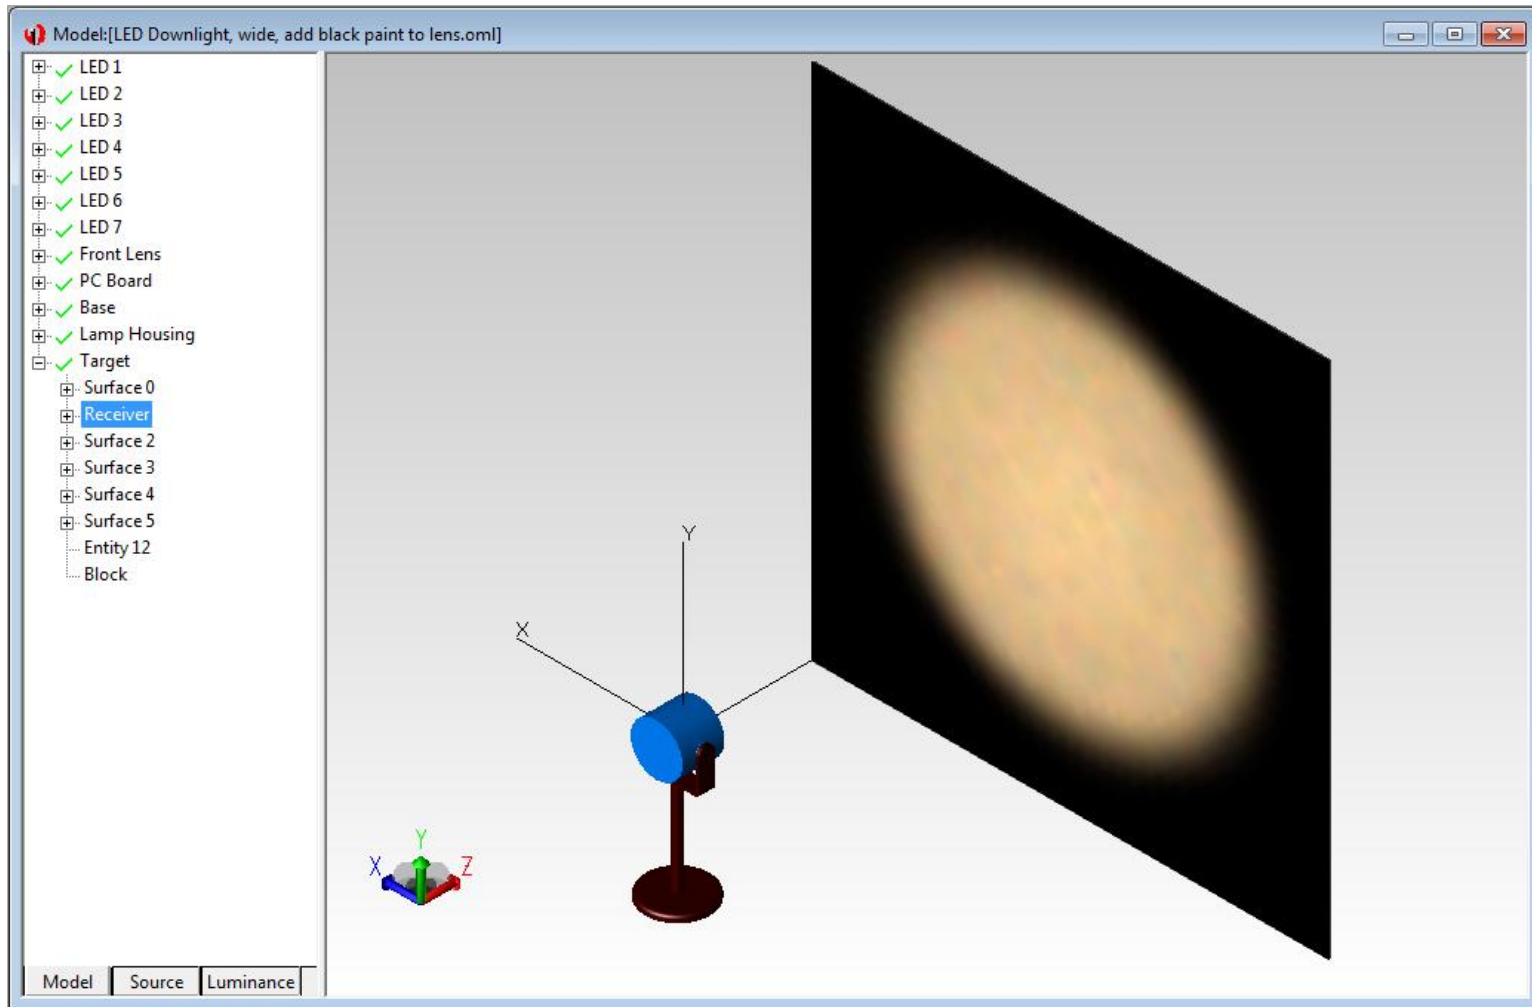 Model:[LED Downlight, wide, add black paint to lens.oml]
LED 1
LED 2
LED 3
LED 4
LED 5
LED 6
LED 7
Front Lens
PC Board
Base
Lamp Housing
Target
Surface 0
Receiver
Surface 2
Surface 3
Surface 4
Surface 5
Entity 12
Block
Y
X
Y
X Z
Model Source Luminance